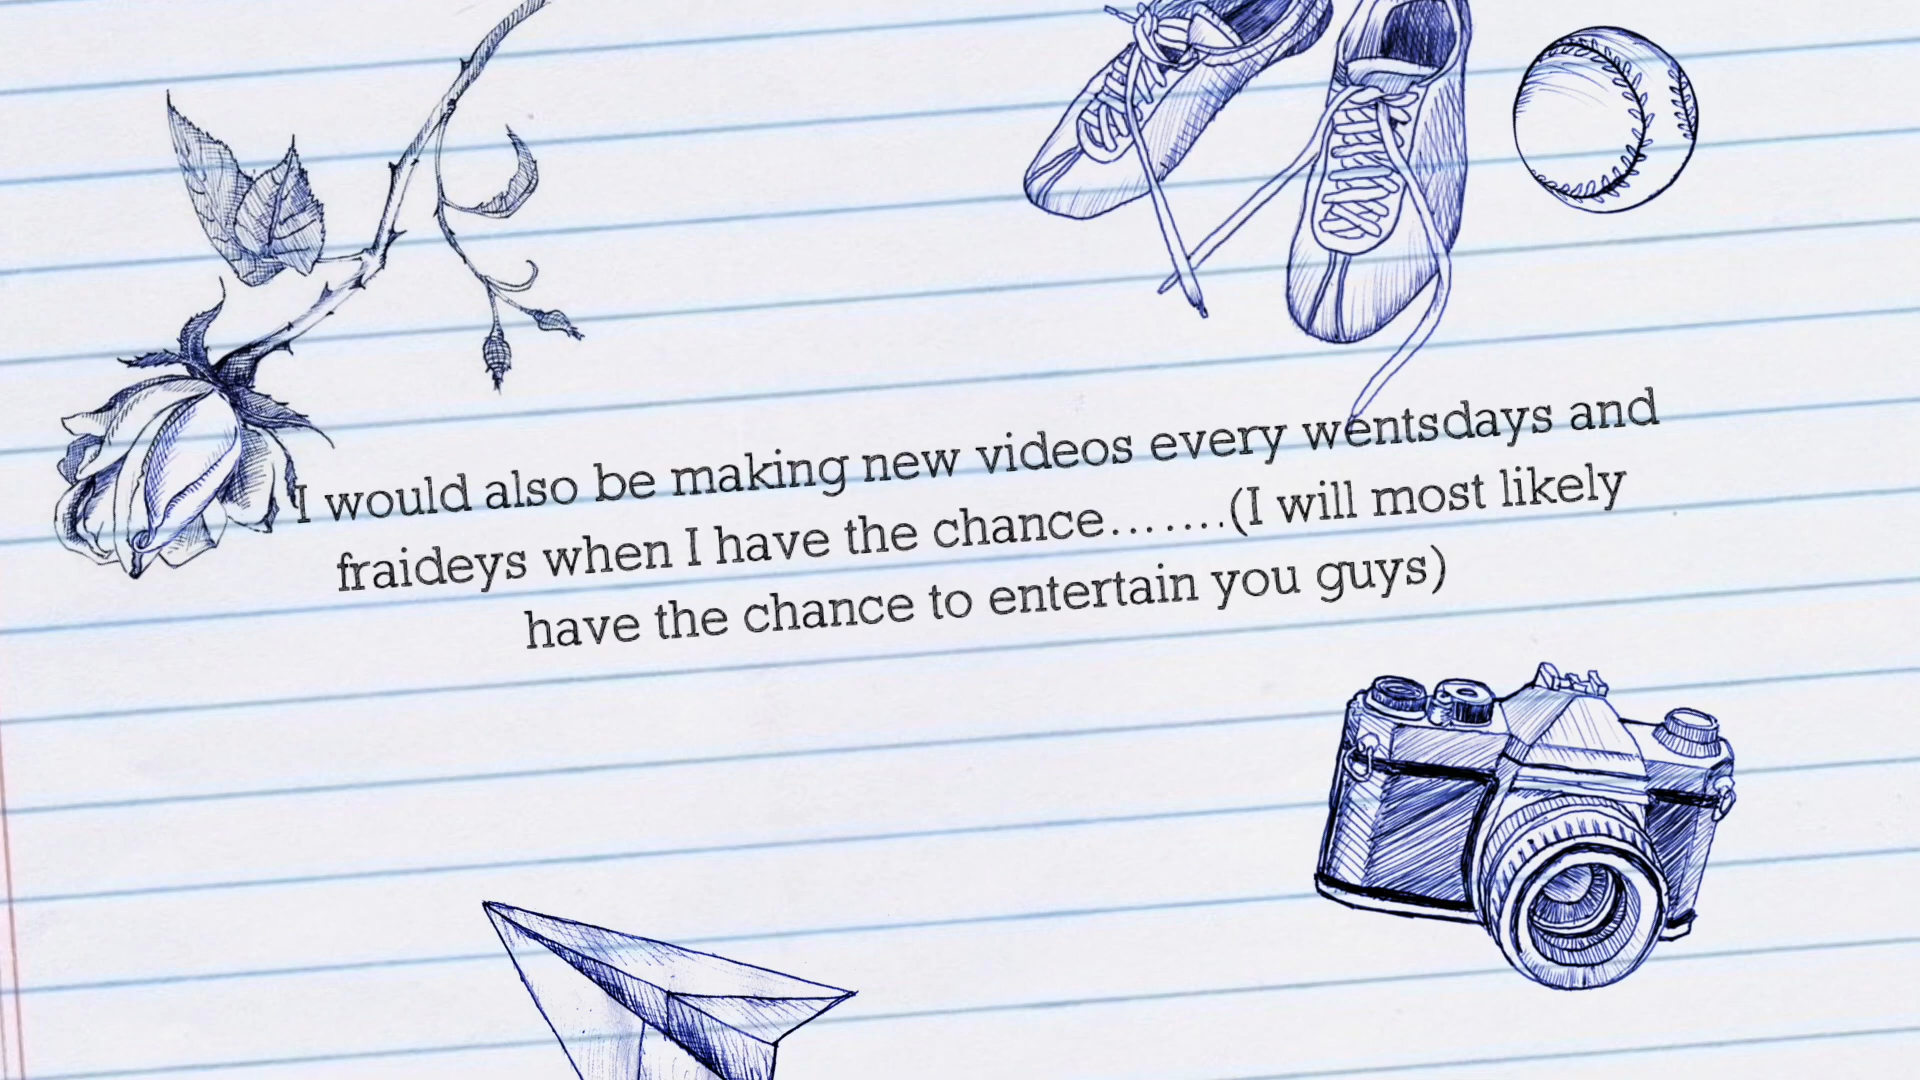 I would also be making new videos every wentsdays and
fraideys when I have the chance.......(I will most likely
have the chance to entertain you guys)